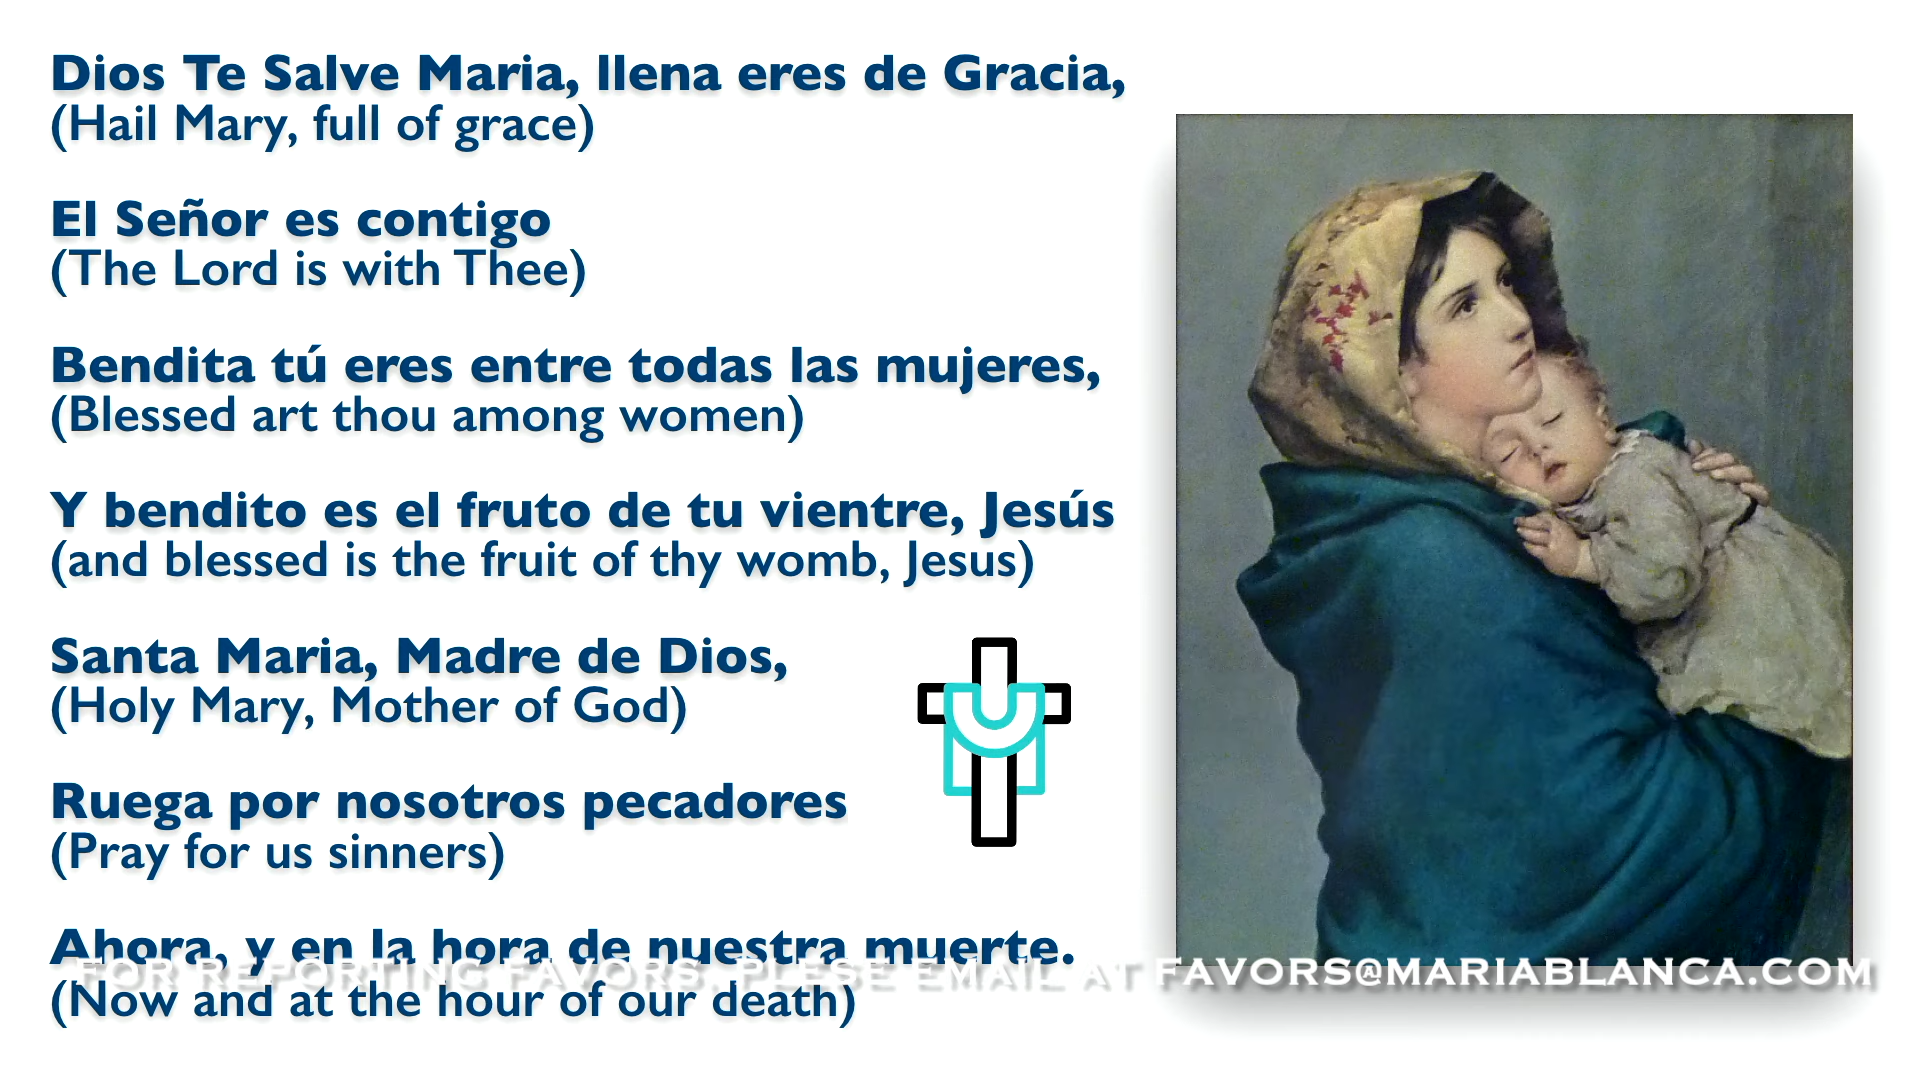 Dios Te Salve Maria, llena eres de Gracia,
(Hail Mary, full of grace)
El Señor es contigo
(The Lord is with Thee)
Bendita tú eres entre todas las mujeres,
(Blessed art thou among women)
Y bendito es el fruto de tu vientre, Jesús
(and blessed is the fruit of thy womb, Jesus)
Santa Maria, Madre de Dios,
(Holy Mary, Mother of God)
Ruega por nosotros pecadores
(Pray for us sinners)
Ahora, y en la hora de nuestra muerte.
FOR REPORTING FAVORS, PLESE EMAIL AT FAVORS@MARIABLANCA.COM
(Now and at the hour of our death)